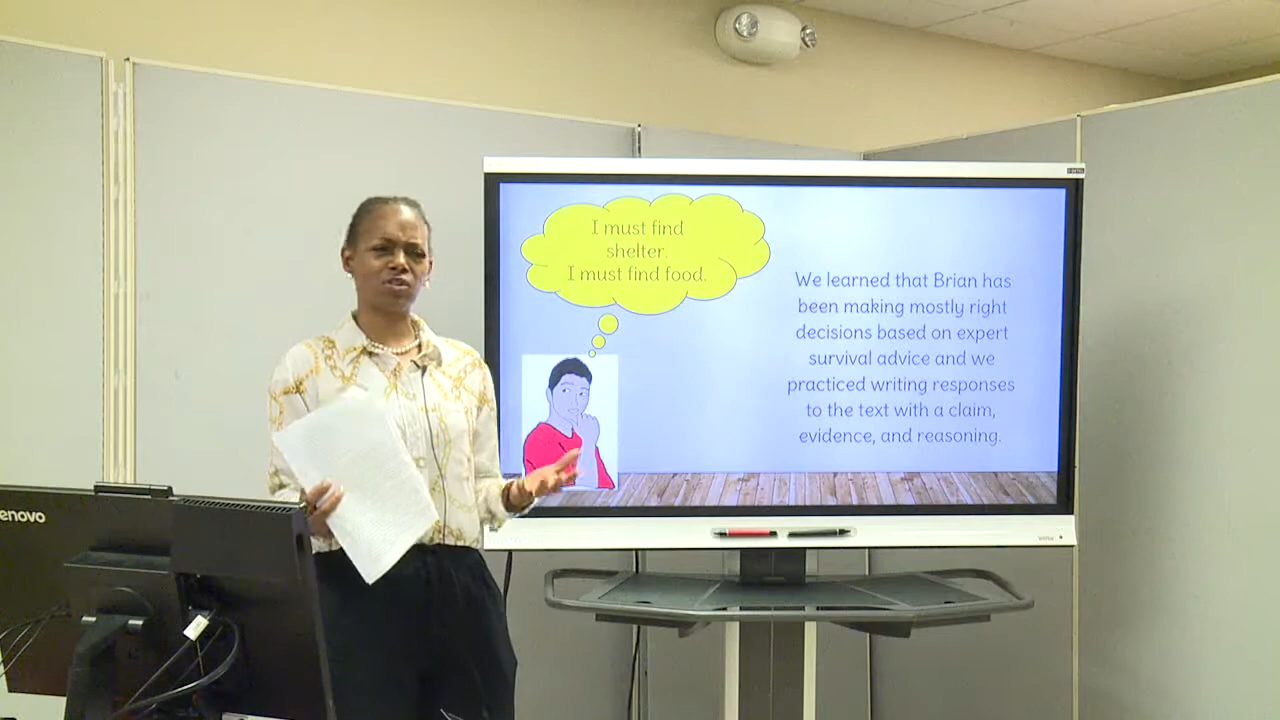 I must find
shelter.
I must find food.
We learned that Brian has
been making mostly right
decisions based on expert
survival advice and we
practiced writing responses
to the text with a claim,
evidence, and reasoning.
enovo